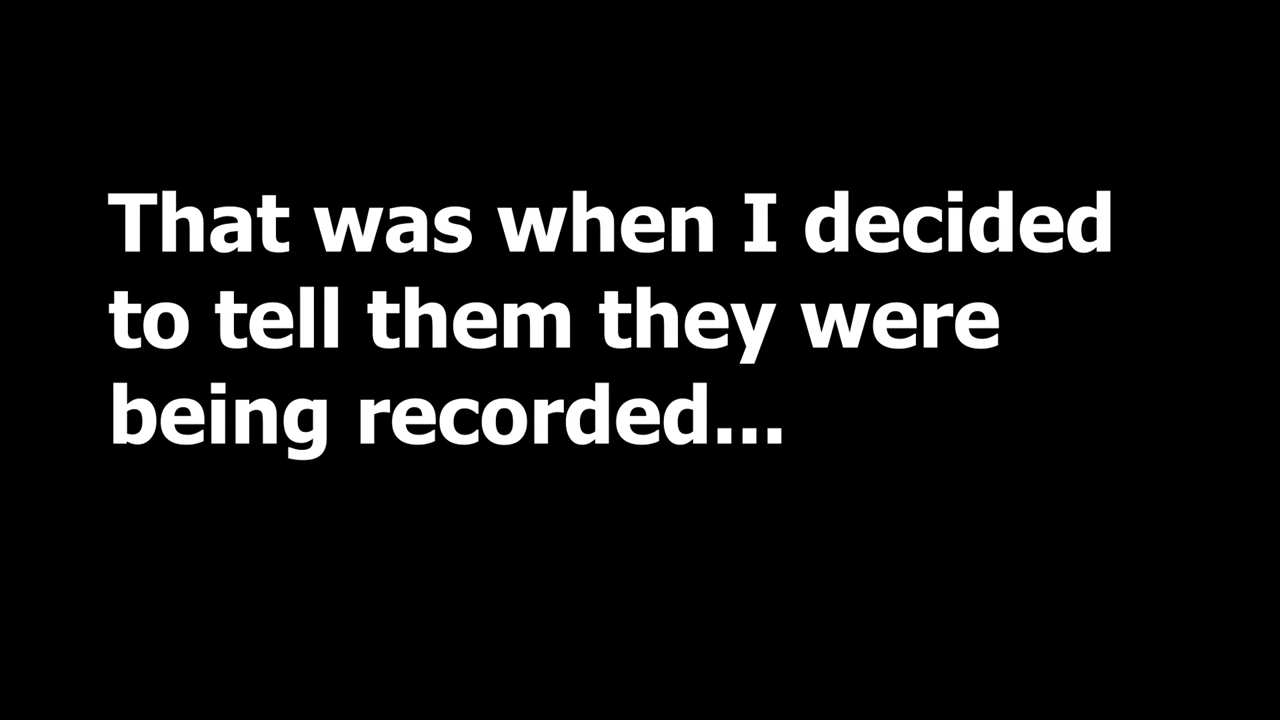 That was when I decided
to tell them they were
being recorded...